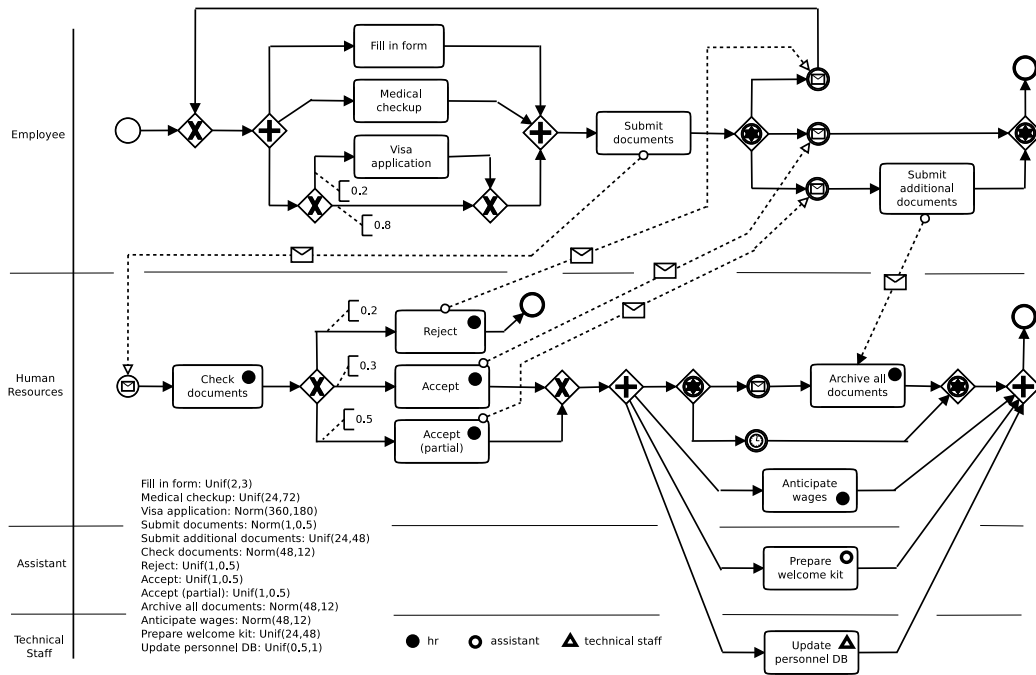 Employee
Fill in form
Medical
checkup
Visa
application
0.2
0.8
Submit
documents
Submit
additional
documents
Human
Resources
Check
documents
0.2
0.3
0.5
Reject
Accept
Accept
(partial)
Archive all
documents
Anticipate
wages
Fill in form: Unif(2,3)
Medical checkup: Unif(24,72)
Visa application: Norm(360,180)
Submit documents: Norm(1,0.5)
Submit additional documents: Unif(24,48)
Check documents: Norm(48,12)
Reject: Unif(1,0.5)
Accept: Unif(1,0.5)
Accept (partial): Unif(1,0.5)
Archive all documents: Norm(48,12)
Anticipate wages: Norm(48,12)
Prepare welcome kit: Unif(24,48)
Update personnel DB: Unif(0.5,1)
Assistant
Prepare
welcome kit
Technical
Staff
hr
assistant
technical staff
Update
personnel DB